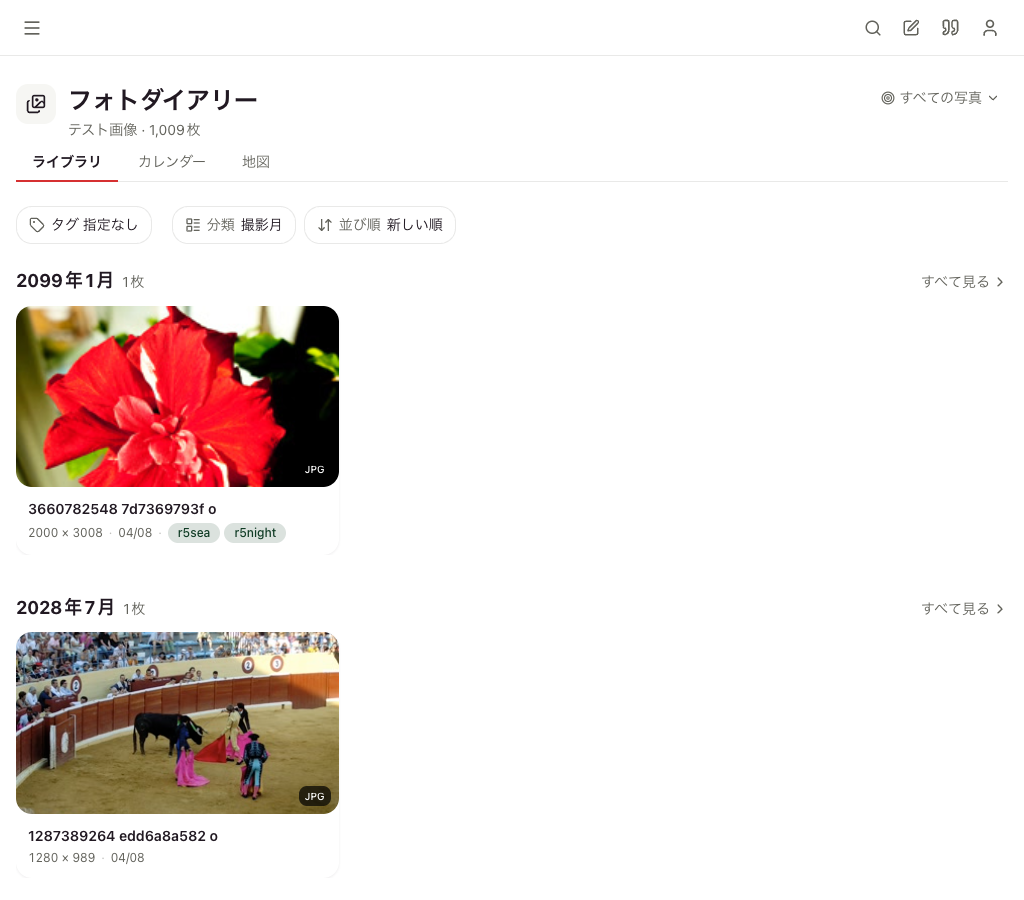 フォトダイアリー
すべての写真
テスト画像 · 1,009枚
ライブラリ カレンダー 地図
タグ 指定なし 分類 撮影月 並び順 新しい順
2099年1月 1枚 すべて見る
JPG
3660782548 7d7369793f o
2000 × 3008 · 04/08 · r5sea r5night
2028年7月 1枚 すべて見る
2 3
2
JPG
1287389264 edd6a8a582 o
1280 × 989 · 04/08